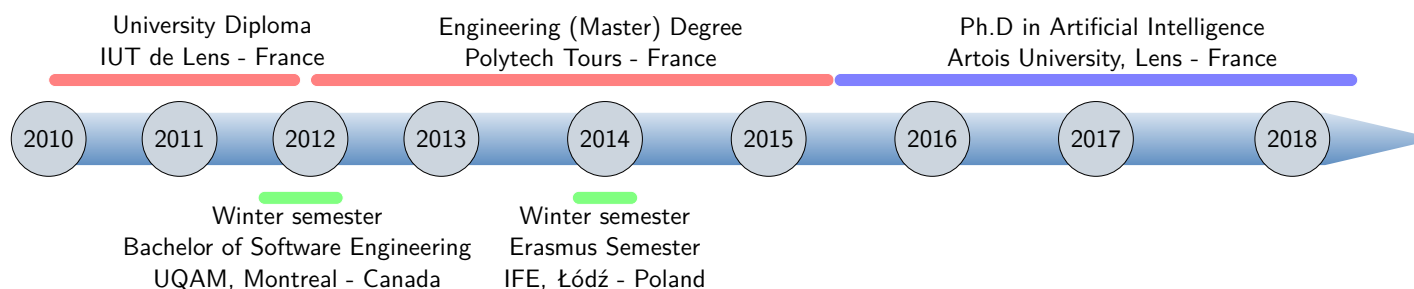 University Diploma
IUT de Lens - France
Engineering (Master) Degree
Polytech Tours - France
Ph.D in Artificial Intelligence
Artois University, Lens - France
2010 2011 2012 2013 2014 2015 2016 2017 2018
Winter semester
Bachelor of Software Engineering
UQAM, Montreal - Canada
Winter semester
Erasmus Semester
IFE, Łódź - Poland